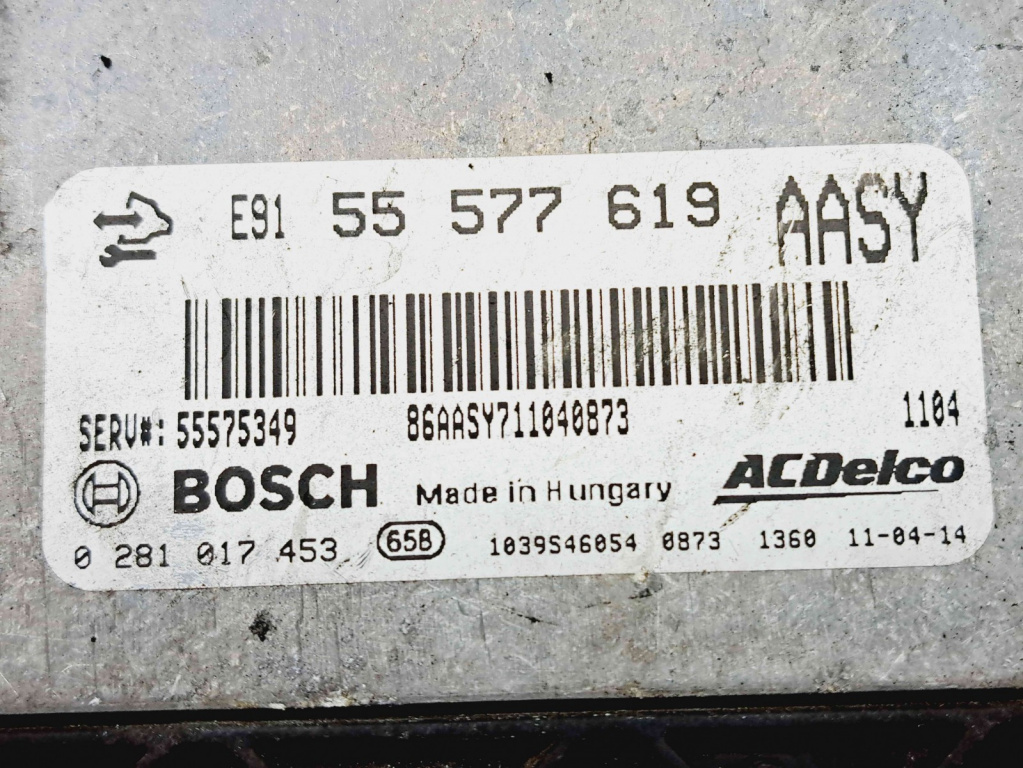 E91 55 577 619 AASY
SERV#: 55575349 86AASY711040873 1104
BOSCH Made in Hungary ACDelco
0 281 017 453 65B 1039S46054 0873 1360 11-04-14